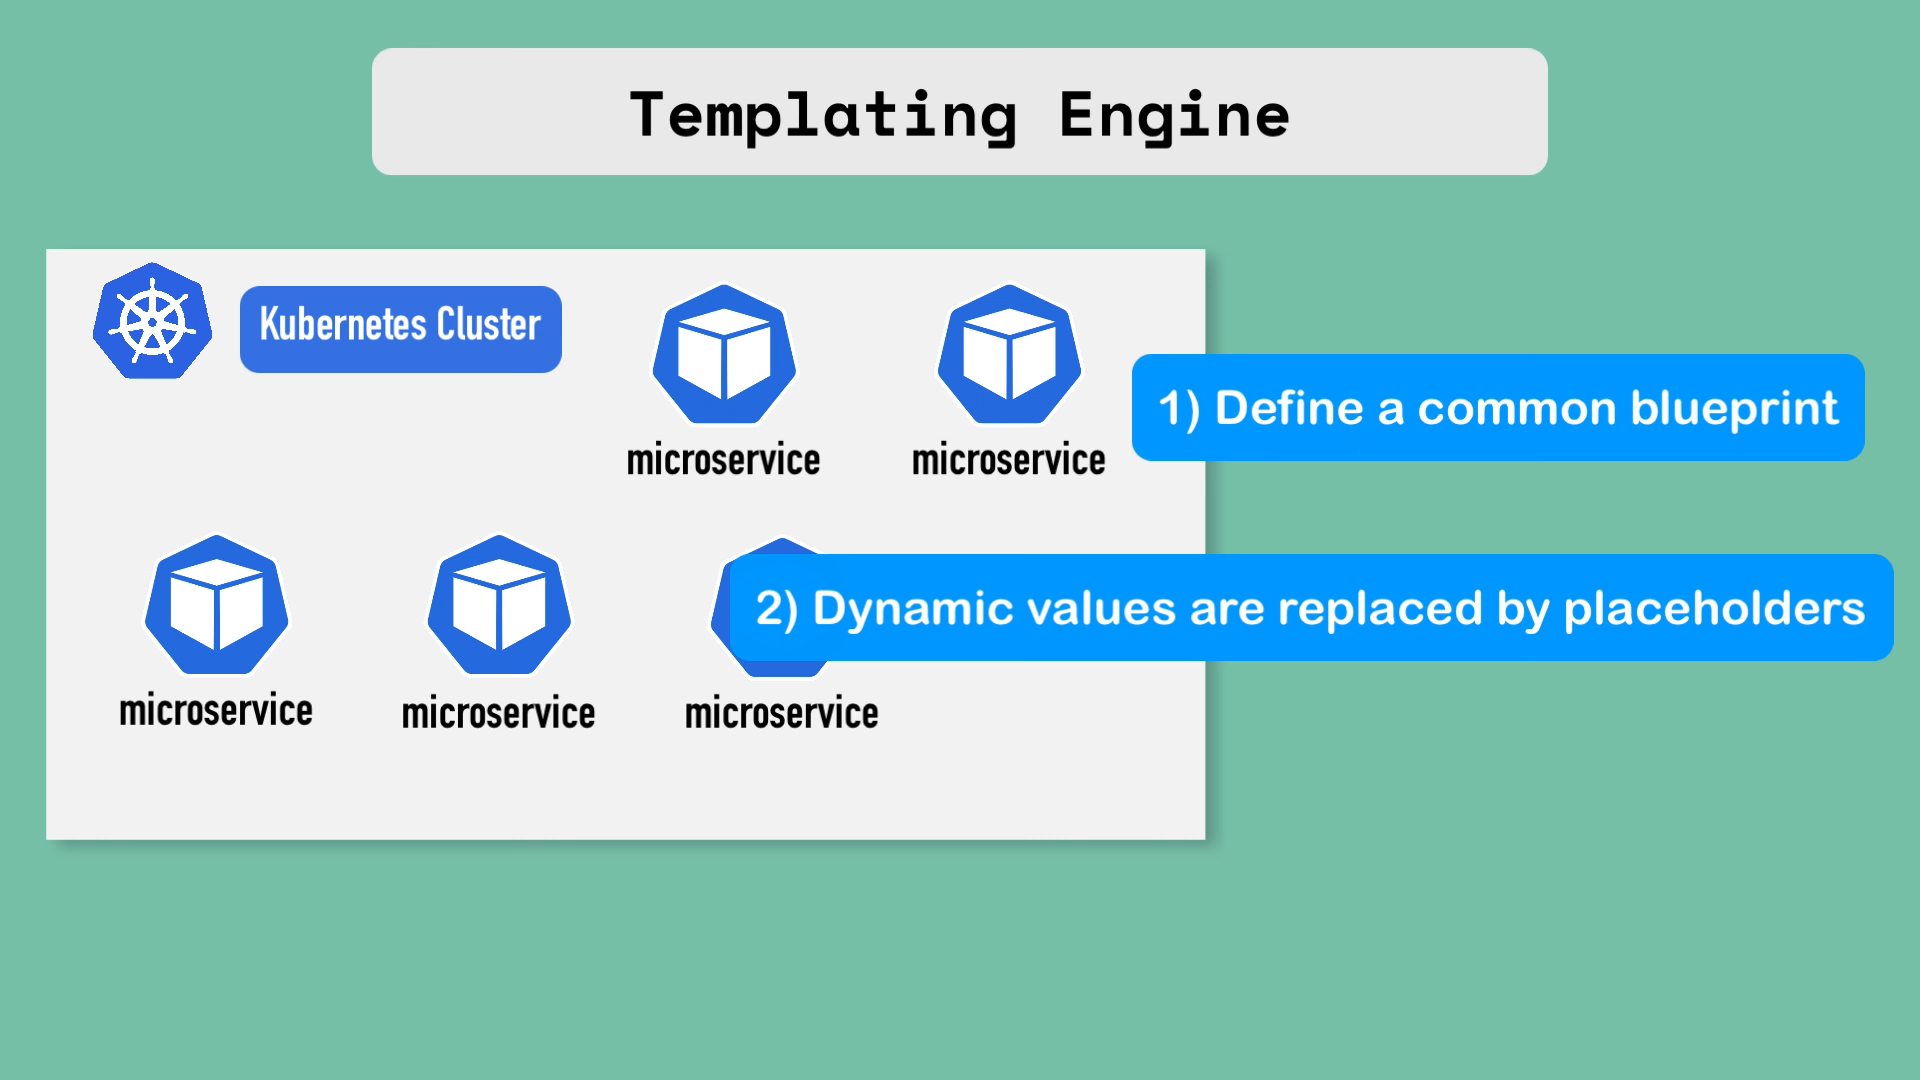 Templating Engine
Kubernetes Cluster
microservice
microservice
1) Define a common blueprint
2) Dynamic values are replaced by placeholders
microservice
microservice
microservice